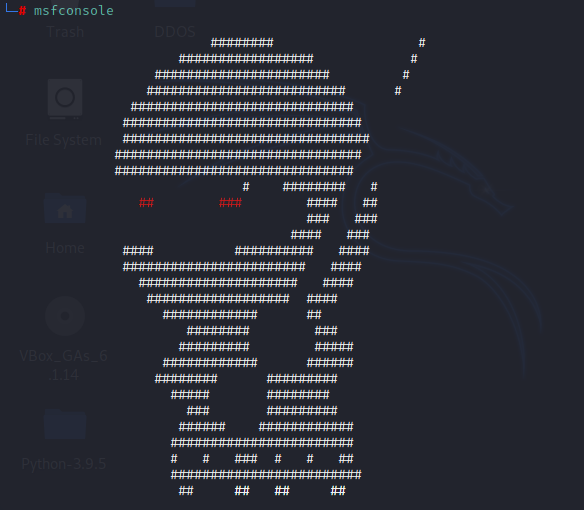 └─# msfconsole
Trash
DDOS
                          ########                  #
                      #################            #
                   ######################         #
                  #########################      #
                ############################
               ##############################
               ###############################
              ###############################
              ##############################
                              #    ########   #
                 ##        ###        ####   ##
                                      ###   ###
                                    ####   ###
               ####          ##########   ####
               #######################   ####
                 ####################   ####
                  ##################  ####
                    ############      ##
                       ########        ###
                      #########        #####
                    ############      ######
                   ########      #########
                     #####       ########
                       ###       #########
                      ######    ############
                     #######################
                     #   #   ### #   #   ##
                     ########################
                      ##     ##   ##     ##
File System
Home
VBox_GAs_6
.1.14
Python-3.9.5